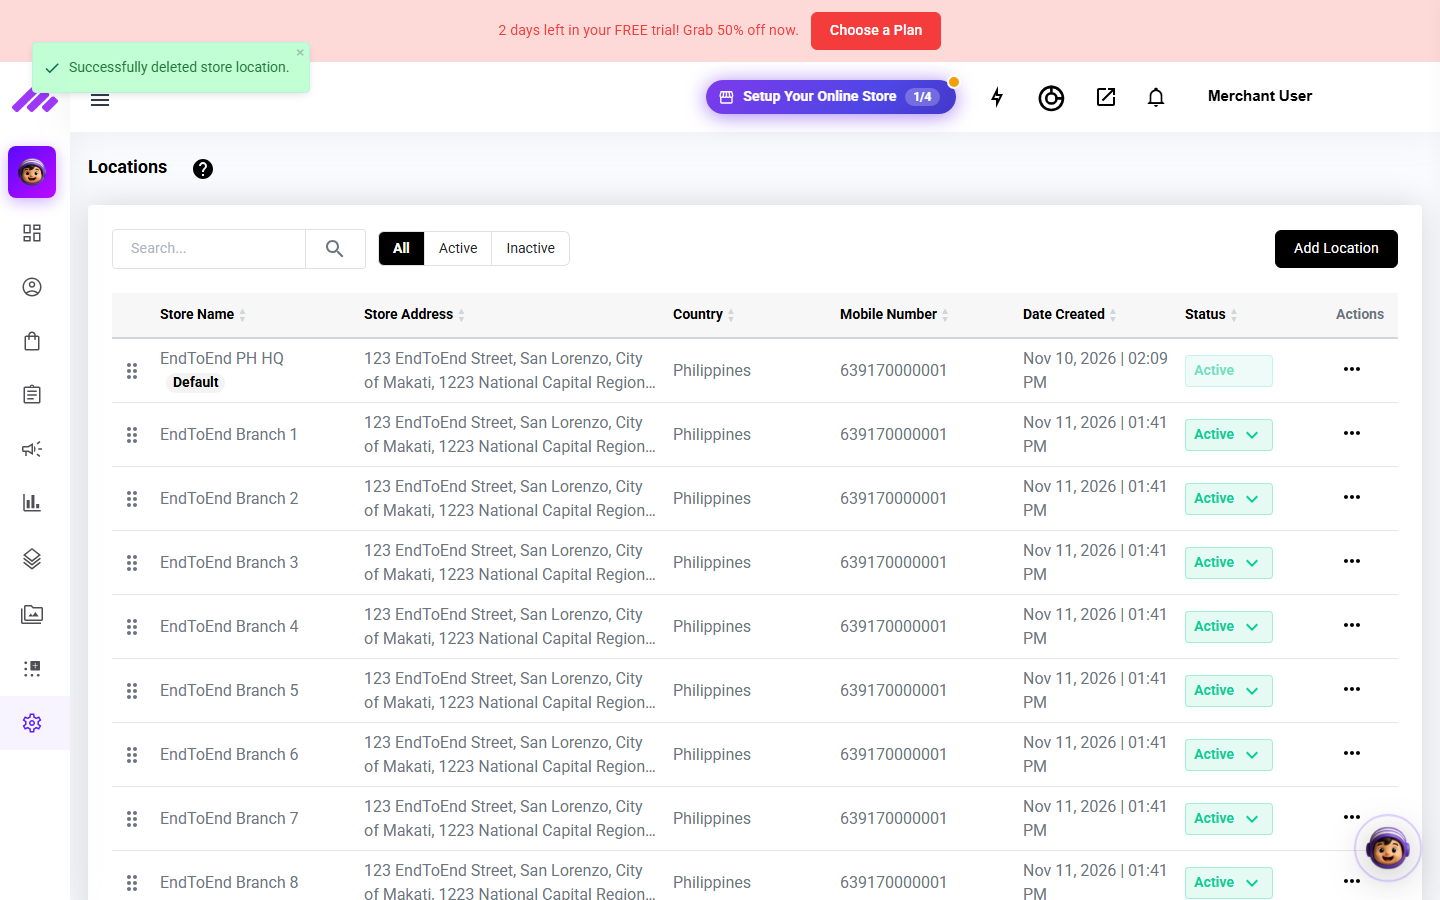 2 days left in your FREE trial! Grab 50% off now.
Choose a Plan
Successfully deleted store location.
Setup Your Online Store 1/4
Merchant User
Locations
Search...
All Active Inactive
Add Location
Store Name Store Address Country Mobile Number Date Created Status Actions
EndToEnd PH HQ 123 EndToEnd Street, San Lorenzo, City Philippines 639170000001 Nov 10, 2026 | 02:09 Active
Default of Makati, 1223 National Capital Region... PM
EndToEnd Branch 1 123 EndToEnd Street, San Lorenzo, City Philippines 639170000001 Nov 11, 2026 | 01:41 Active
of Makati, 1223 National Capital Region... PM
EndToEnd Branch 2 123 EndToEnd Street, San Lorenzo, City Philippines 639170000001 Nov 11, 2026 | 01:41 Active
of Makati, 1223 National Capital Region... PM
EndToEnd Branch 3 123 EndToEnd Street, San Lorenzo, City Philippines 639170000001 Nov 11, 2026 | 01:41 Active
of Makati, 1223 National Capital Region... PM
EndToEnd Branch 4 123 EndToEnd Street, San Lorenzo, City Philippines 639170000001 Nov 11, 2026 | 01:41 Active
of Makati, 1223 National Capital Region... PM
EndToEnd Branch 5 123 EndToEnd Street, San Lorenzo, City Philippines 639170000001 Nov 11, 2026 | 01:41 Active
of Makati, 1223 National Capital Region... PM
EndToEnd Branch 6 123 EndToEnd Street, San Lorenzo, City Philippines 639170000001 Nov 11, 2026 | 01:41 Active
of Makati, 1223 National Capital Region... PM
EndToEnd Branch 7 123 EndToEnd Street, San Lorenzo, City Philippines 639170000001 Nov 11, 2026 | 01:41 Active
of Makati, 1223 National Capital Region... PM
EndToEnd Branch 8 123 EndToEnd Street, San Lorenzo, City Philippines 639170000001 Nov 11, 2026 | 01:41 Active
of Makati, 1223 National Capital Region... PM